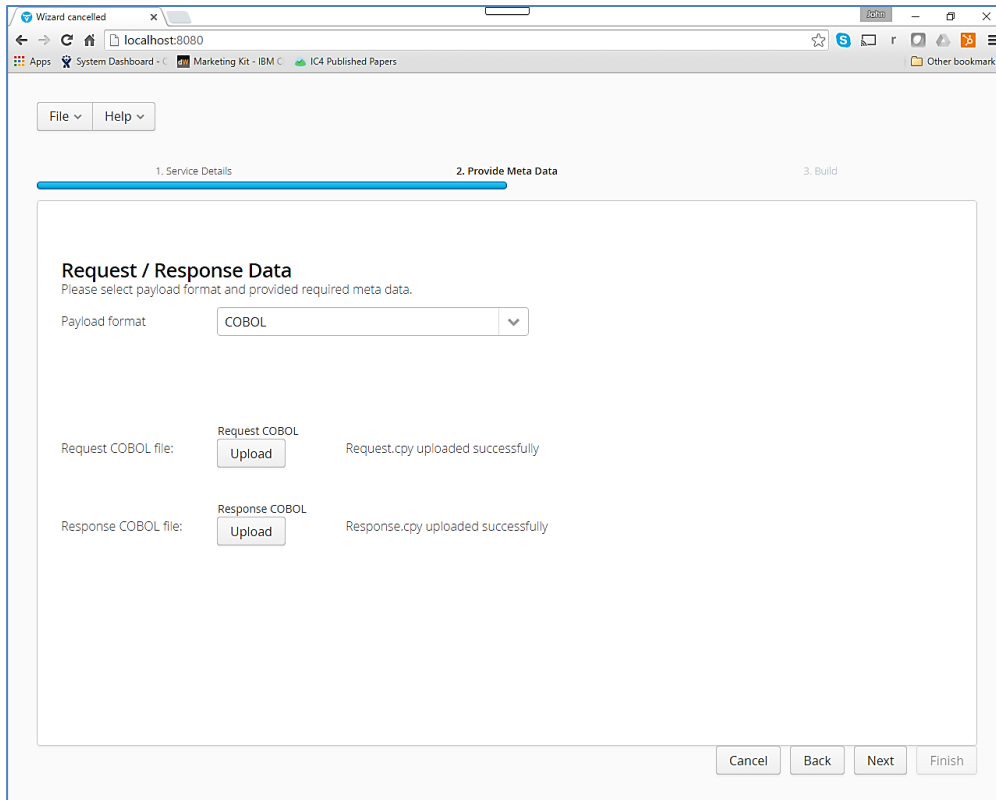 Wizard cancelled
John
localhost:8080
Apps System Dashboard - C Marketing Kit - IBM C IC4 Published Papers Other bookmark
File Help
1. Service Details 2. Provide Meta Data 3. Build
Request / Response Data
Please select payload format and provided required meta data.
Payload format COBOL
Request COBOL
Request COBOL file: Upload Request.cpy uploaded successfully
Response COBOL
Response COBOL file: Upload Response.cpy uploaded successfully
Cancel Back Next Finish